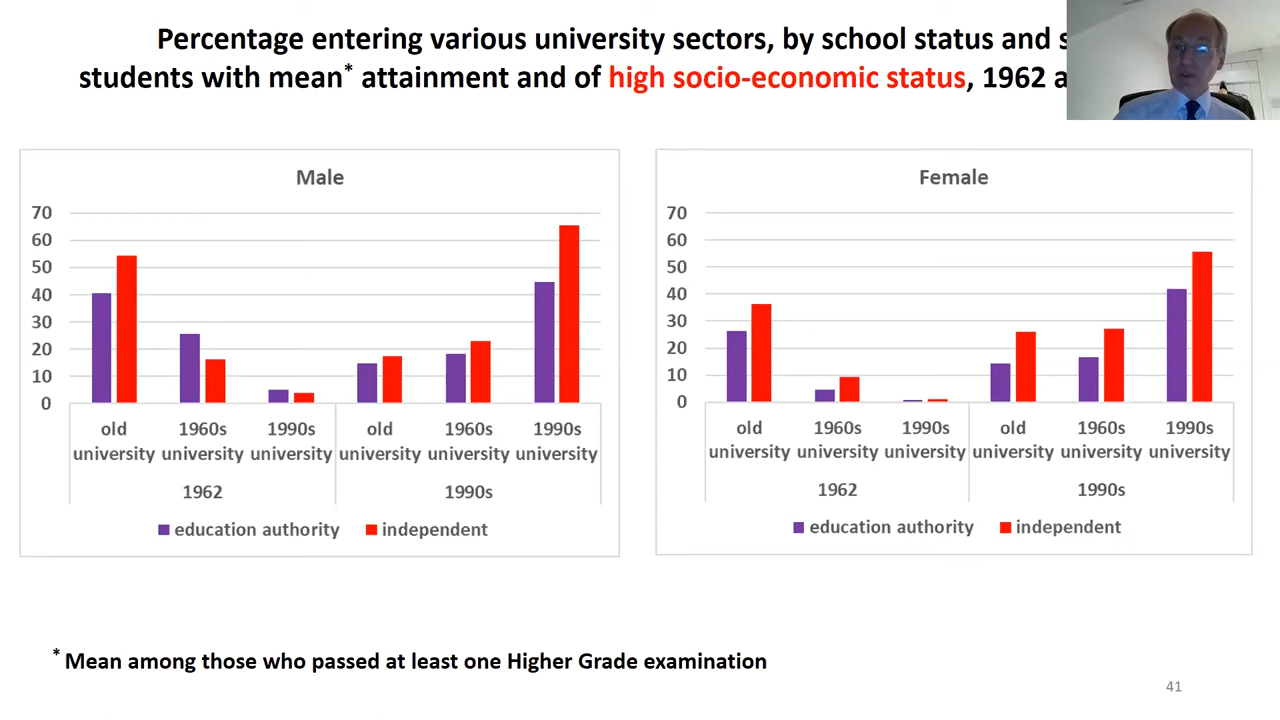 Percentage entering various university sectors, by school status and
students with mean* attainment and of high socio-economic status, 1962
Male
70
60
50
40
30
20
10
0
old university
1960s university
1990s university
old university
1960s university
1990s university
1962
1990s
education authority
independent
Female
70
60
50
40
30
20
10
0
old university
1960s university
1990s university
old university
1960s university
1990s university
1962
1990s
education authority
independent
* Mean among those who passed at least one Higher Grade examination
41